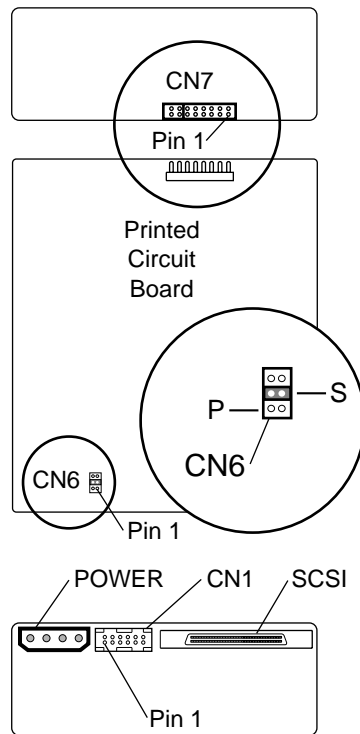 CN7
Pin 1
Printed
Circuit
Board
S
P
CN6
CN6
Pin 1
POWER CN1 SCSI
Pin 1